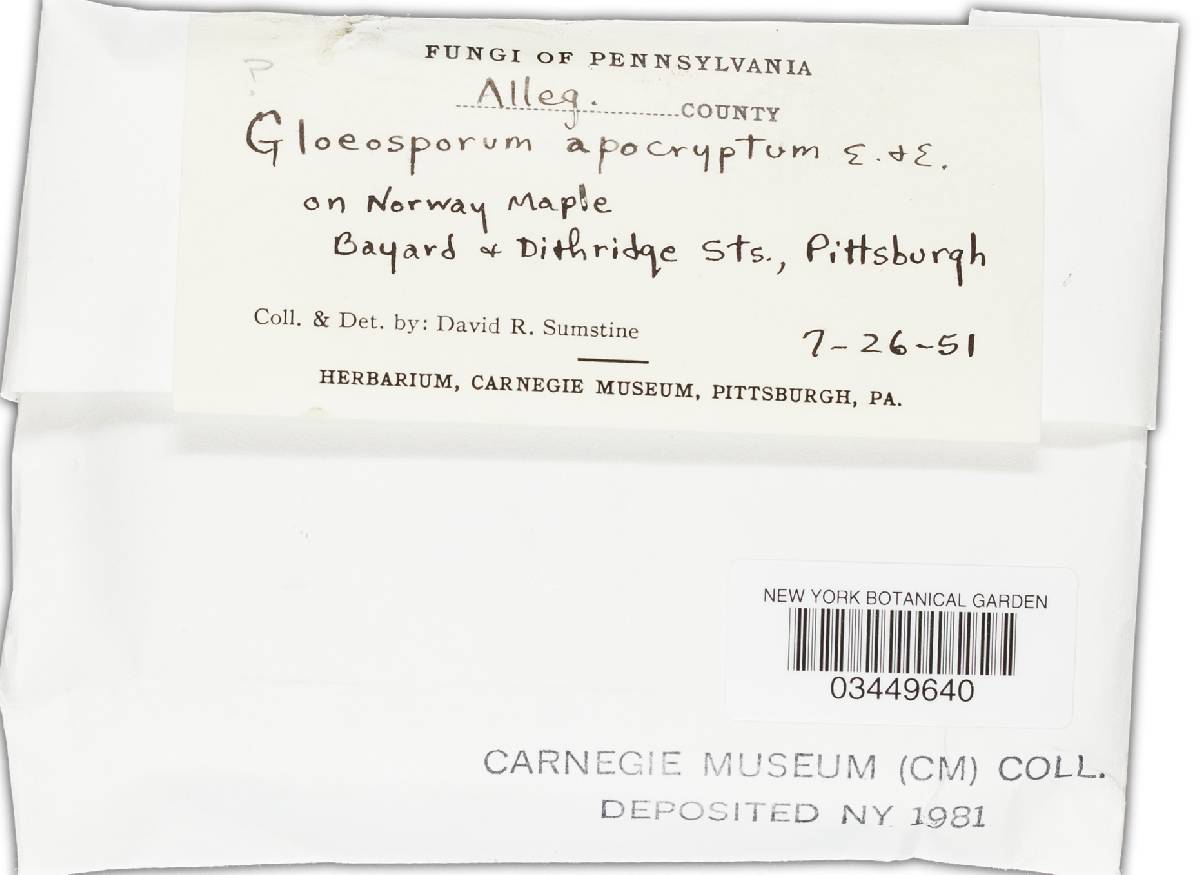 FUNGI OF PENNSYLVANIA
?
Alleg. COUNTY
Gloeosporum apocryptum E. & E.
on Norway Maple
Bayard & Dithridge Sts., Pittsburgh
Coll. & Det. by: David R. Sumstine 7-26-51
HERBARIUM, CARNEGIE MUSEUM, PITTSBURGH, PA.
NEW YORK BOTANICAL GARDEN
03449640
CARNEGIE MUSEUM (CM) COLL.
DEPOSITED NY 1981